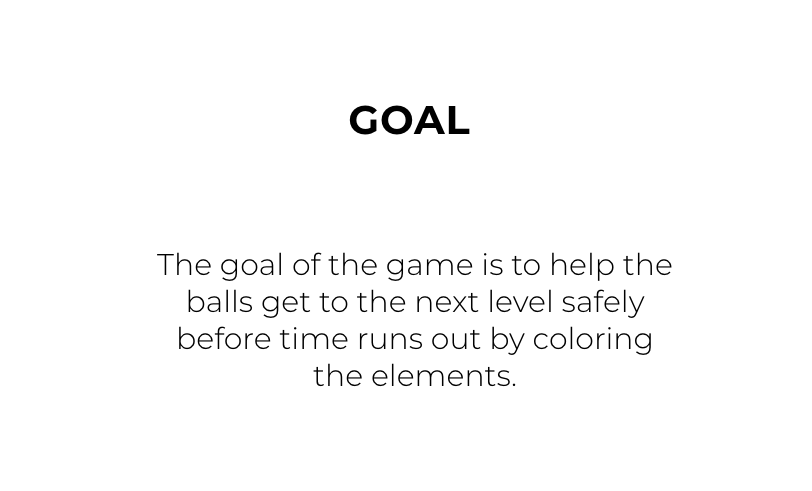 GOAL
The goal of the game is to help the
balls get to the next level safely
before time runs out by coloring
the elements.